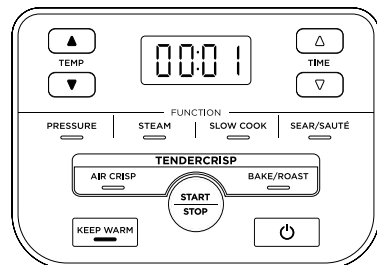 00:01
TEMP
TIME
FUNCTION
PRESSURE STEAM SLOW COOK SEAR/SAUTÉ
TENDERCRISP
AIR CRISP BAKE/ROAST
START
STOP
KEEP WARM